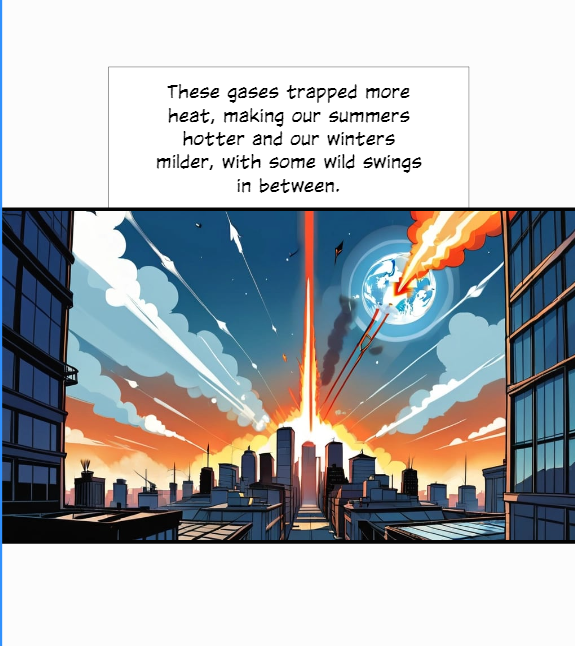 These gases trapped more
heat, making our summers
hotter and our winters
milder, with some wild swings
in between.